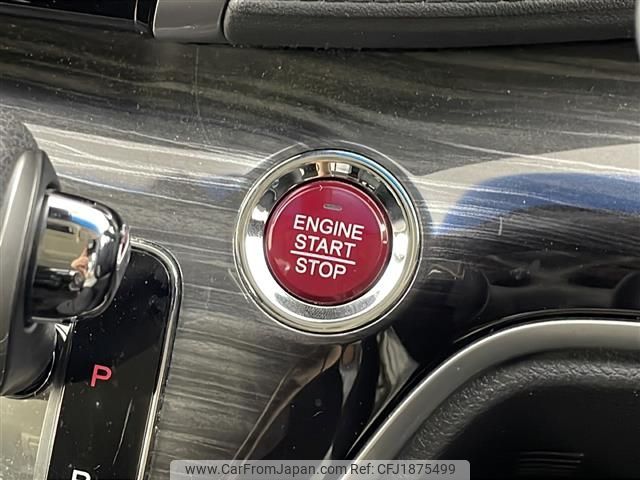 ENGINE
START
STOP
P
www.CarFromJapan.com Ref: CFJ1875499